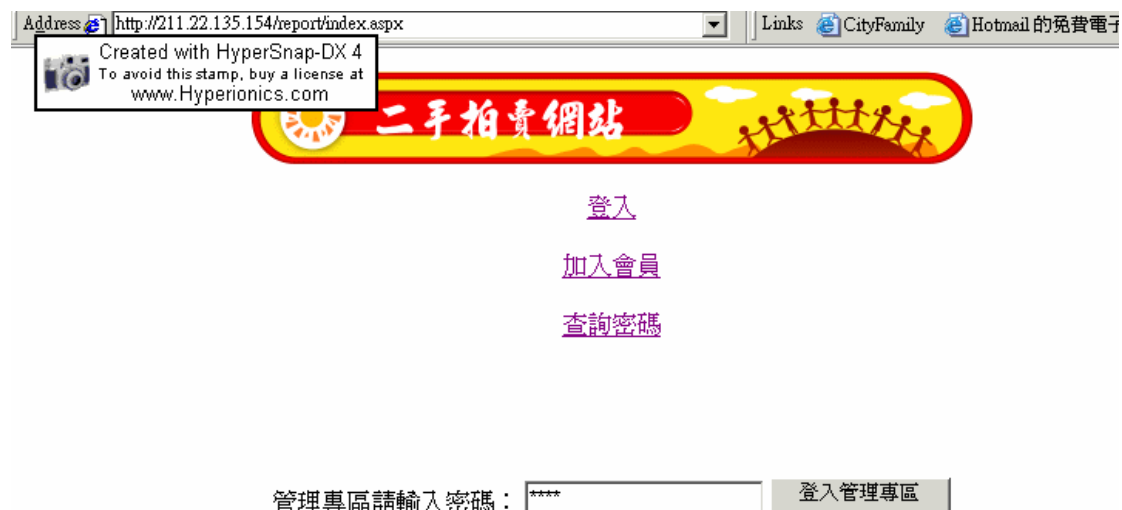 Address http://211.22.135.154/report/index.aspx Links CityFamily Hotmail 的免費電子
Created with HyperSnap-DX 4
To avoid this stamp, buy a license at
www.Hyperionics.com
二手拍賣網站
登入
加入會員
查詢密碼
管理專區請輸入密碼： **** 登入管理專區